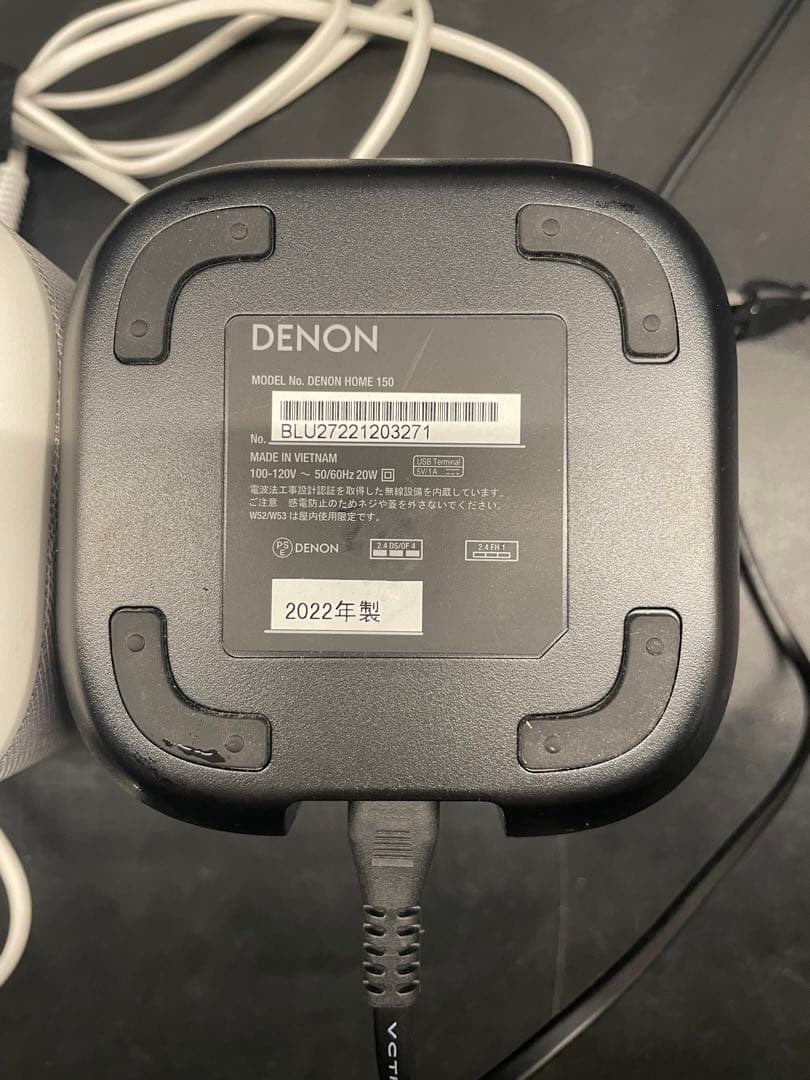 DENON
MODEL No. DENON HOME 150
No. BLU27221203271
MADE IN VIETNAM
100-120V ~ 50/60Hz 20W
USB Terminal
5V/1A
電波法工事設計認証を取得した無線設備を内蔵しています。
ご注意 感電防止のためネジや蓋を外さないでください。
W52/W53 は屋内使用限定です。
PS
E
DENON
2.4 DS/OF 4
2.4 FH 1
2022年製
VCTF